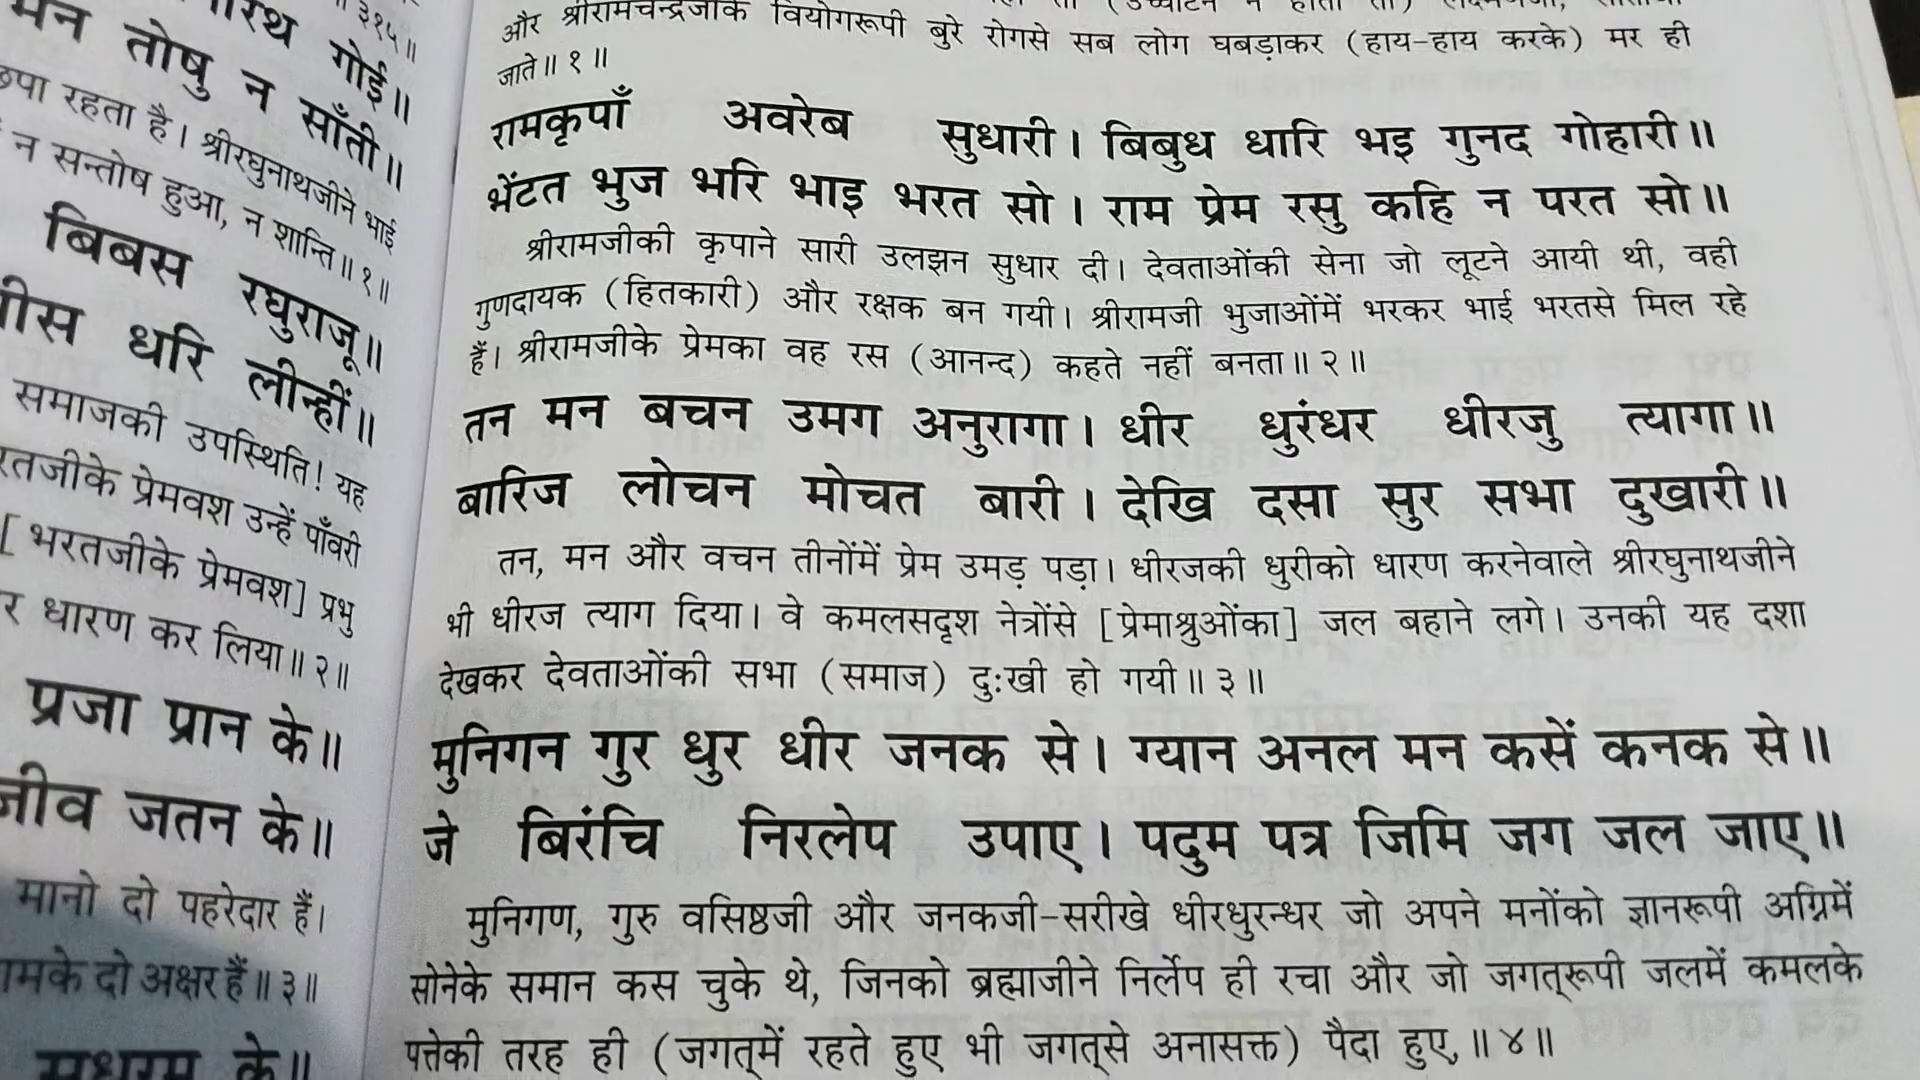 ॥ ३१५॥
गोई॥
मन तोषु न साँती॥
रहता है। श्रीरघुनाथजीने भाई
न सन्तोष हुआ, न शान्ति॥ १॥
बिबस रघुराजू॥
धरि लीन्हीं॥
समाजकी उपस्थिति! यह
प्रेमवश उन्हें पाँवरी
[ भरतजीके प्रेमवश] प्रभु
धारण कर लिया॥ २॥
प्रजा प्रान के॥
जीव जतन के॥
मानो दो पहरेदार हैं।
के दो अक्षर हैं॥ ३॥
के॥
और श्रीरामचन्द्रजीके वियोगरूपी बुरे रोगसे सब लोग घबड़ाकर (हाय-हाय करके) मर ही
जाते॥ १॥
रामकृपाँ अवरेब सुधारी। बिबुध धारि भइ गुनद गोहारी॥
भेंटत भुज भरि भाइ भरत सो। राम प्रेम रसु कहि न परत सो॥
श्रीरामजीकी कृपाने सारी उलझन सुधार दी। देवताओंकी सेना जो लूटने आयी थी, वही
गुणदायक (हितकारी) और रक्षक बन गयी। श्रीरामजी भुजाओंमें भरकर भाई भरतसे मिल रहे
हैं। श्रीरामजीके प्रेमका वह रस (आनन्द) कहते नहीं बनता॥ २॥
तन मन बचन उमग अनुरागा। धीर धुरंधर धीरजु त्यागा॥
बारिज लोचन मोचत बारी। देखि दसा सुर सभा दुखारी॥
तन, मन और वचन तीनोंमें प्रेम उमड़ पड़ा। धीरजकी धुरीको धारण करनेवाले श्रीरघुनाथजीने
भी धीरज त्याग दिया। वे कमलसदृश नेत्रोंसे [प्रेमाश्रुओंका] जल बहाने लगे। उनकी यह दशा
देखकर देवताओंकी सभा (समाज) दुःखी हो गयी॥ ३॥
मुनिगन गुर धुर धीर जनक से। ग्यान अनल मन कसें कनक से॥
जे बिरंचि निरलेप उपाए। पदुम पत्र जिमि जग जल जाए॥
मुनिगण, गुरु वसिष्ठजी और जनकजी-सरीखे धीरधुरन्धर जो अपने मनोंको ज्ञानरूपी अग्निमें
सोनेके समान कस चुके थे, जिनको ब्रह्माजीने निर्लेप ही रचा और जो जगत्‌रूपी जलमें कमलके
पत्तेकी तरह ही (जगत्‌में रहते हुए भी जगत्‌से अनासक्त) पैदा हुए,॥ ४॥